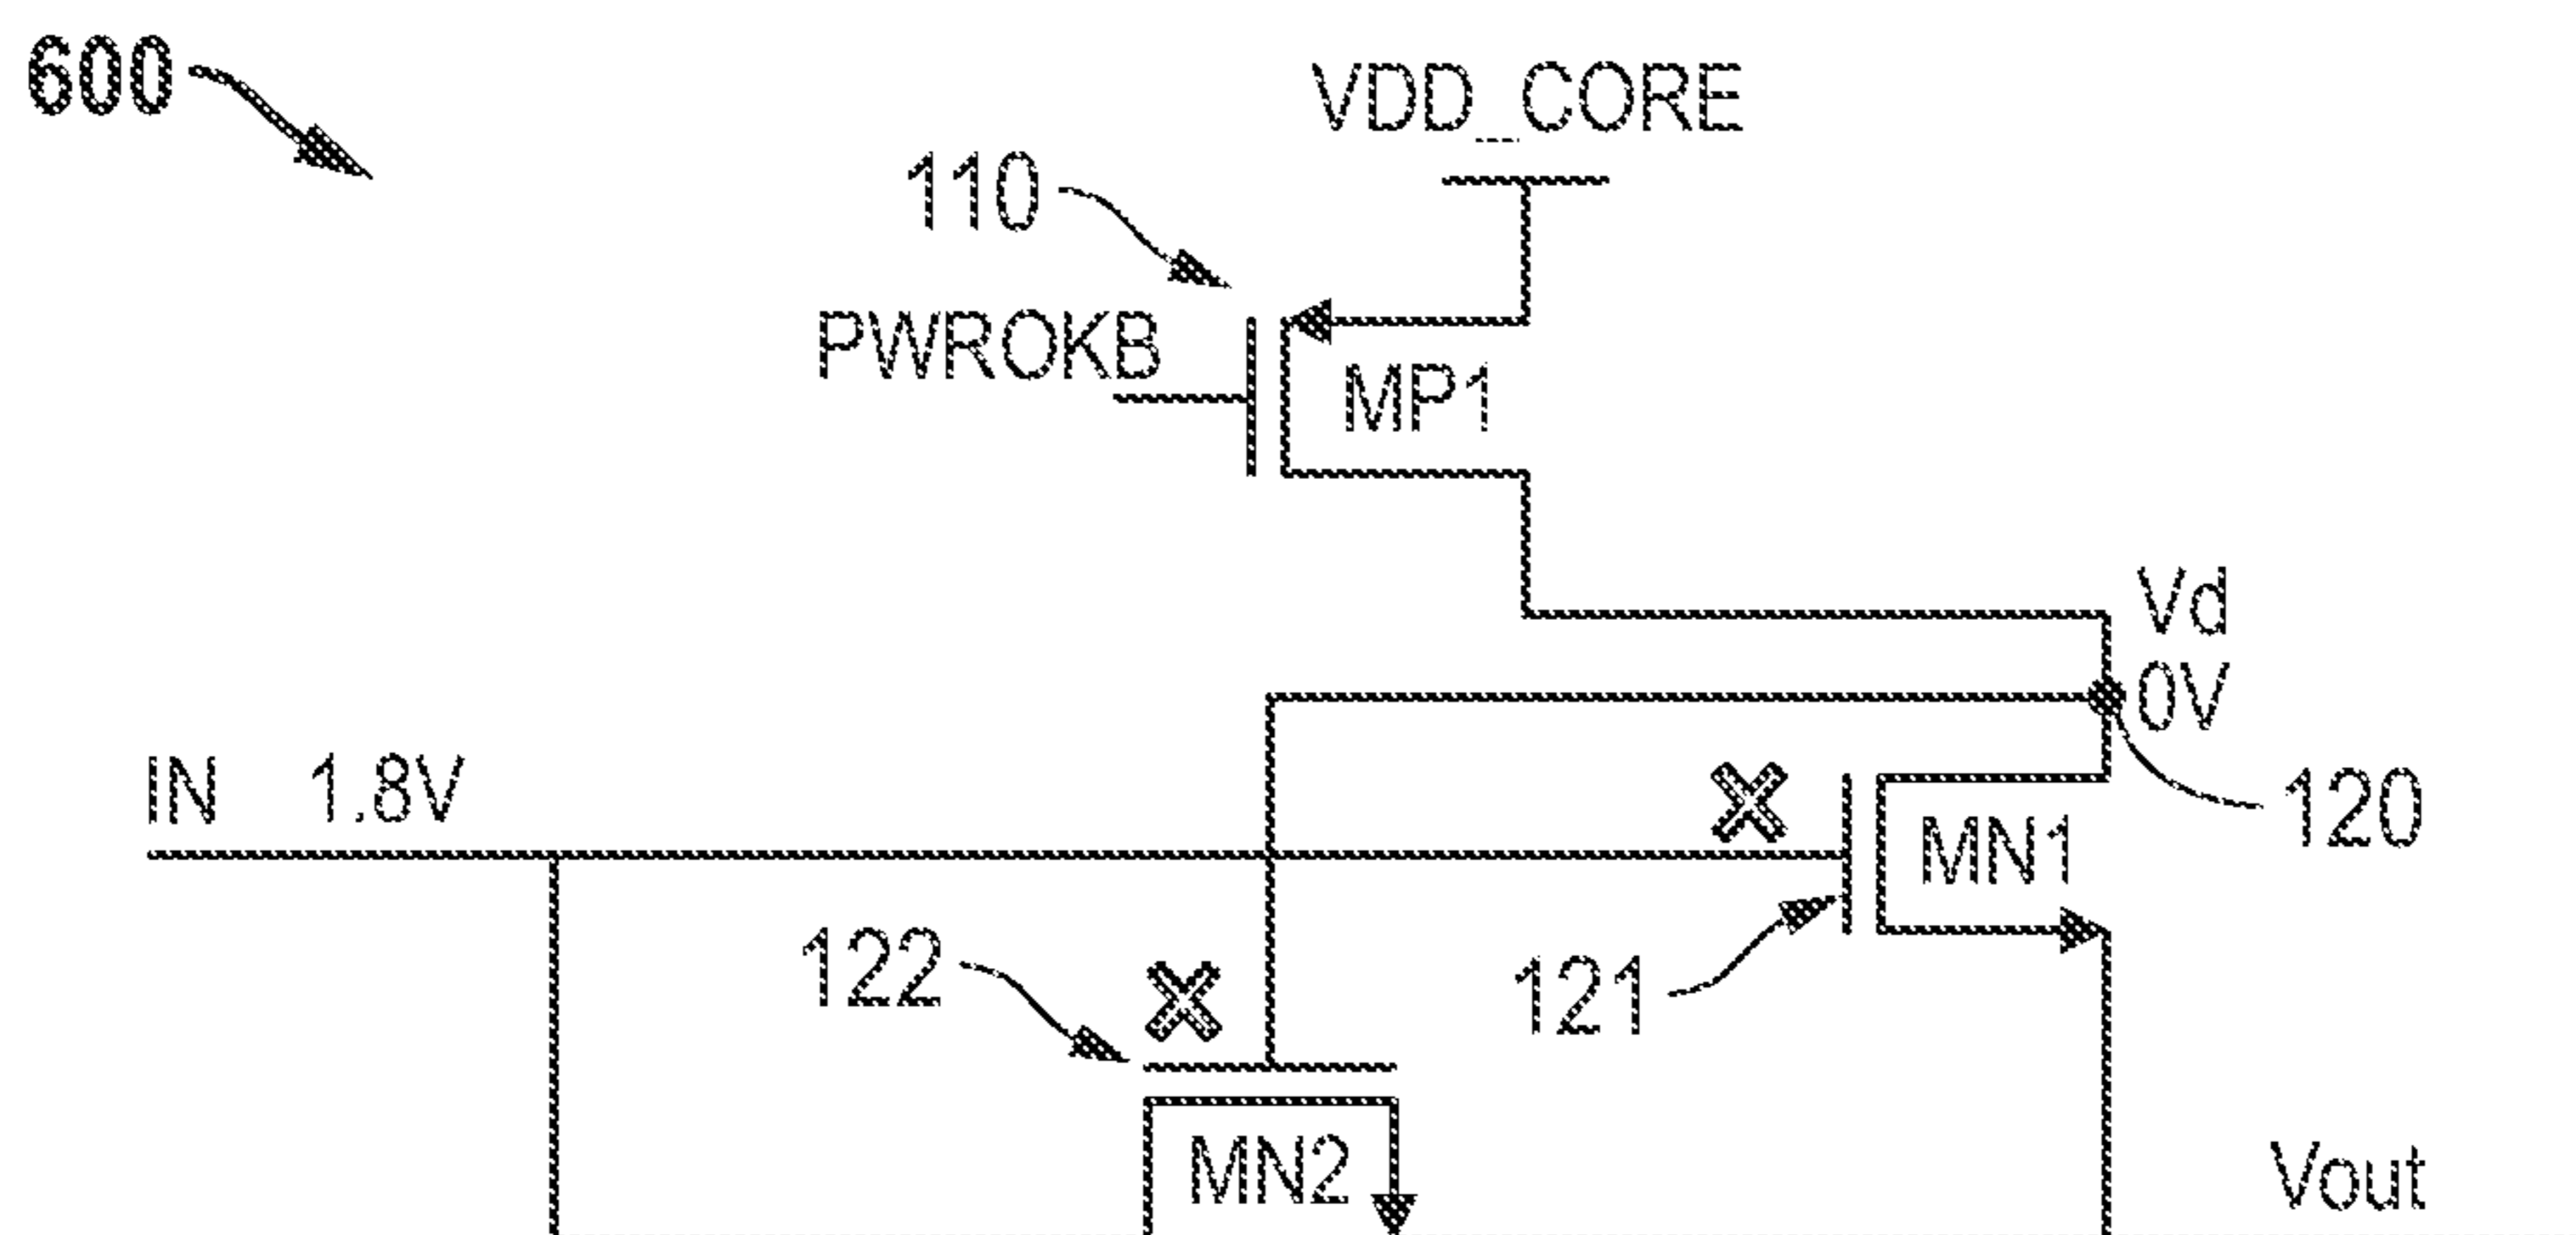 600
VDD_CORE
110
PWROKB
MP1
Vd
0V
IN 1.8V
120
MN1
122
121
MN2
Vout